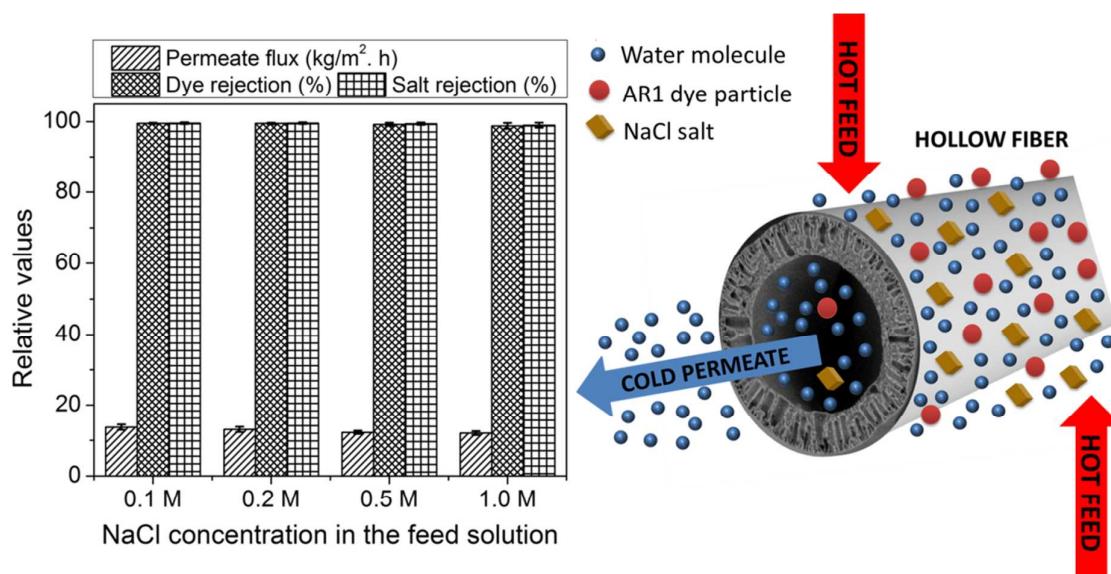 Permeate flux (kg/m². h)
Dye rejection (%) Salt rejection (%)
Relative values
100
80
60
40
20
0
0.1 M 0.2 M 0.5 M 1.0 M
NaCl concentration in the feed solution
Water molecule
AR1 dye particle
NaCl salt
HOT FEED
HOLLOW FIBER
COLD PERMEATE
HOT FEED